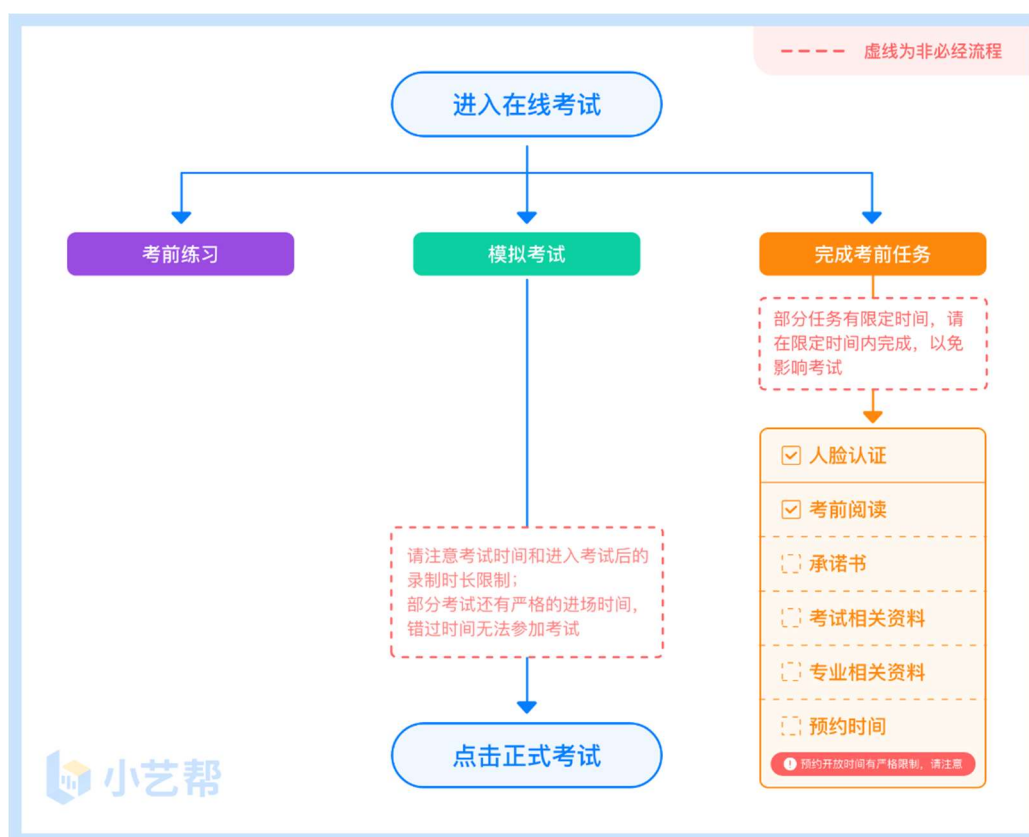 虚线为非必经流程
进入在线考试
考前练习
模拟考试
完成考前任务
部分任务有限定时间，请
在限定时间内完成，以免
影响考试
人脸认证
考前阅读
承诺书
考试相关资料
专业相关资料
预约时间
预约开放时间有严格限制，请注意
请注意考试时间和进入考试后的
录制时长限制；
部分考试还有严格的进场时间，
错过时间无法参加考试
点击正式考试
小艺帮